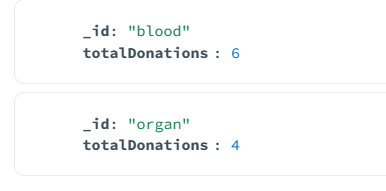 _id: "blood"
totalDonations : 6
_id: "organ"
totalDonations : 4